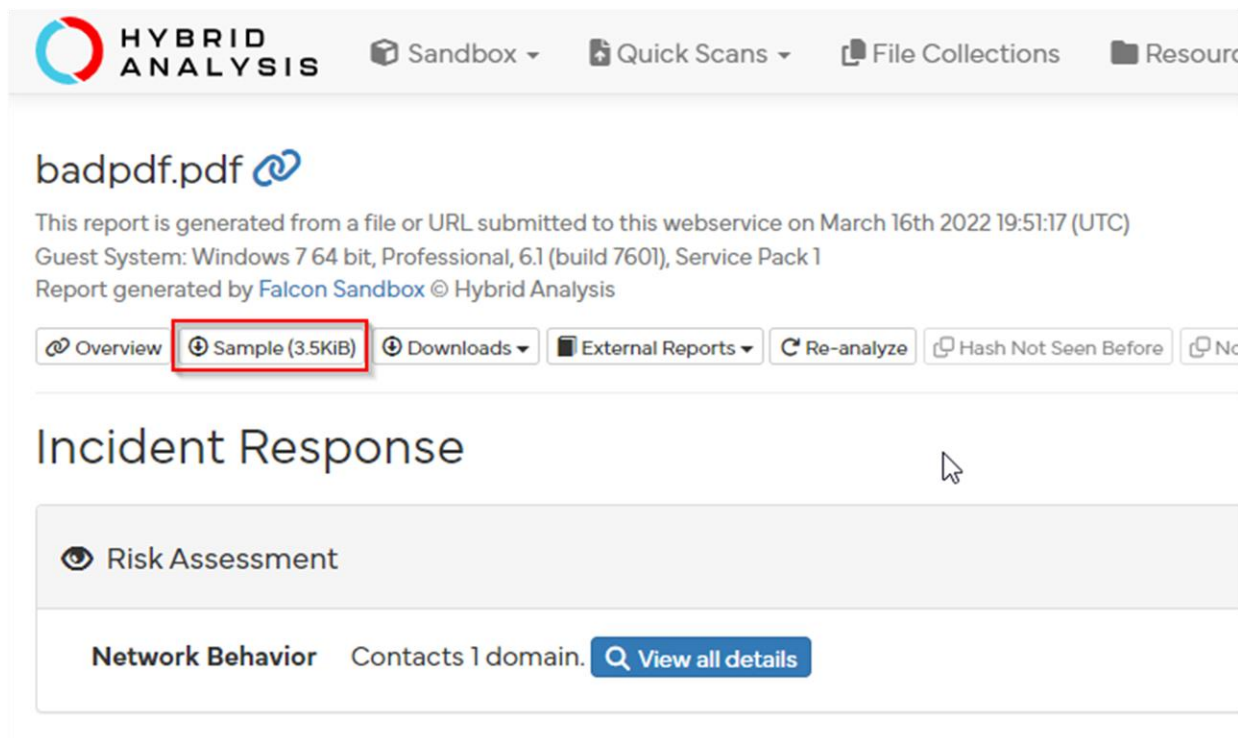 HYBRID
ANALYSIS
Sandbox
Quick Scans
File Collections
badpdf.pdf
This report is generated from a file or URL submitted to this webservice on March 16th 2022 19:51:17 (UTC)
Guest System: Windows 7 64 bit, Professional, 6.1 (build 7601), Service Pack 1
Report generated by Falcon Sandbox © Hybrid Analysis
Overview
Sample (3.5KiB)
Downloads
External Reports
Re-analyze
Hash Not Seen Before
Incident Response
Risk Assessment
Network Behavior
Contacts 1 domain.
View all details